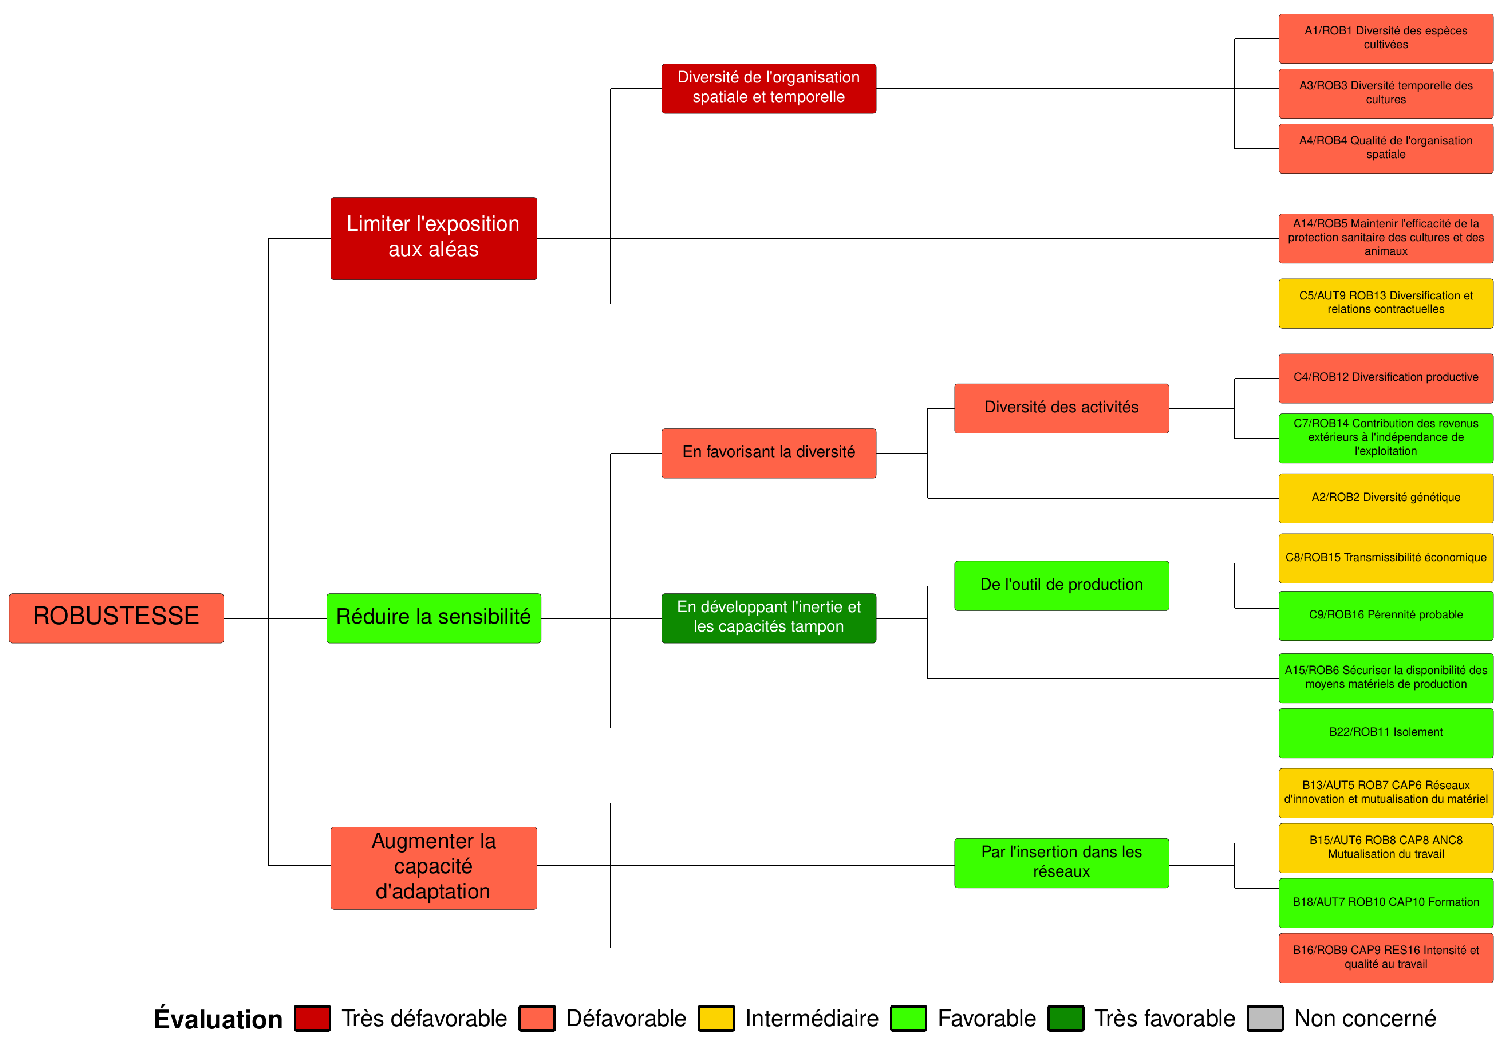 A1/ROB1 Diversité des espèces
cultivées
Diversité de l'organisation
spatiale et temporelle
A3/ROB3 Diversité temporelle des
cultures
A4/ROB4 Qualité de l'organisation
spatiale
Limiter l'exposition
aux aléas
A14/ROB5 Maintenir l'efficacité de la
protection sanitaire des cultures et des
animaux
C5/AUT9 ROB13 Diversification et
relations contractuelles
C4/ROB12 Diversification productive
Diversité des activités
C7/ROB14 Contribution des revenus
extérieurs à l'indépendance de
l'exploitation
En favorisant la diversité
A2/ROB2 Diversité génétique
C8/ROB15 Transmissibilité économique
De l'outil de production
ROBUSTESSE
Réduire la sensibilité
En développant l'inertie et
les capacités tampon
C9/ROB16 Pérennité probable
A15/ROB6 Sécuriser la disponibilité des
moyens matériels de production
B22/ROB11 Isolement
B13/AUT5 ROB7 CAP6 Réseaux
d'innovation et mutualisation du matériel
Augmenter la
capacité
d'adaptation
Par l'insertion dans les
réseaux
B15/AUT6 ROB8 CAP8 ANC8
Mutualisation du travail
B18/AUT7 ROB10 CAP10 Formation
B16/ROB9 CAP9 RES16 Intensité et
qualité au travail
Évaluation Très défavorable Défavorable Intermédiaire Favorable Très favorable Non concerné